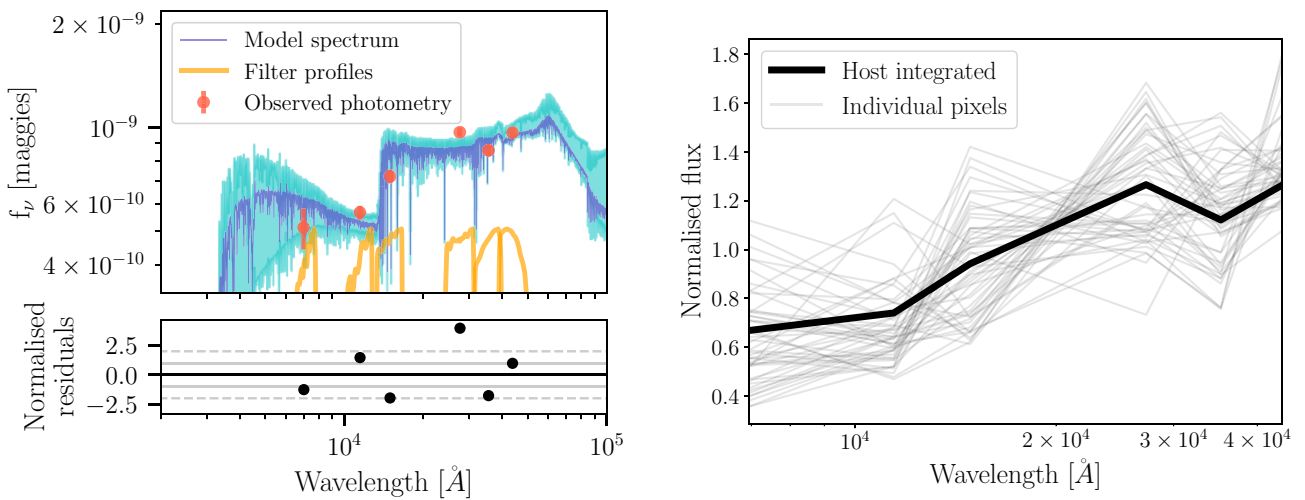 2 × 10⁻⁹
10⁻⁹
6 × 10⁻¹⁰
4 × 10⁻¹⁰
f_ν [maggies]
Model spectrum
Filter profiles
Observed photometry
2.5
0.0
−2.5
Normalised
residuals
10⁴
10⁵
Wavelength [Å]
1.8
1.6
1.4
1.2
1.0
0.8
0.6
0.4
Normalised flux
Host integrated
Individual pixels
10⁴
2 × 10⁴
3 × 10⁴
4 × 10⁴
Wavelength [Å]